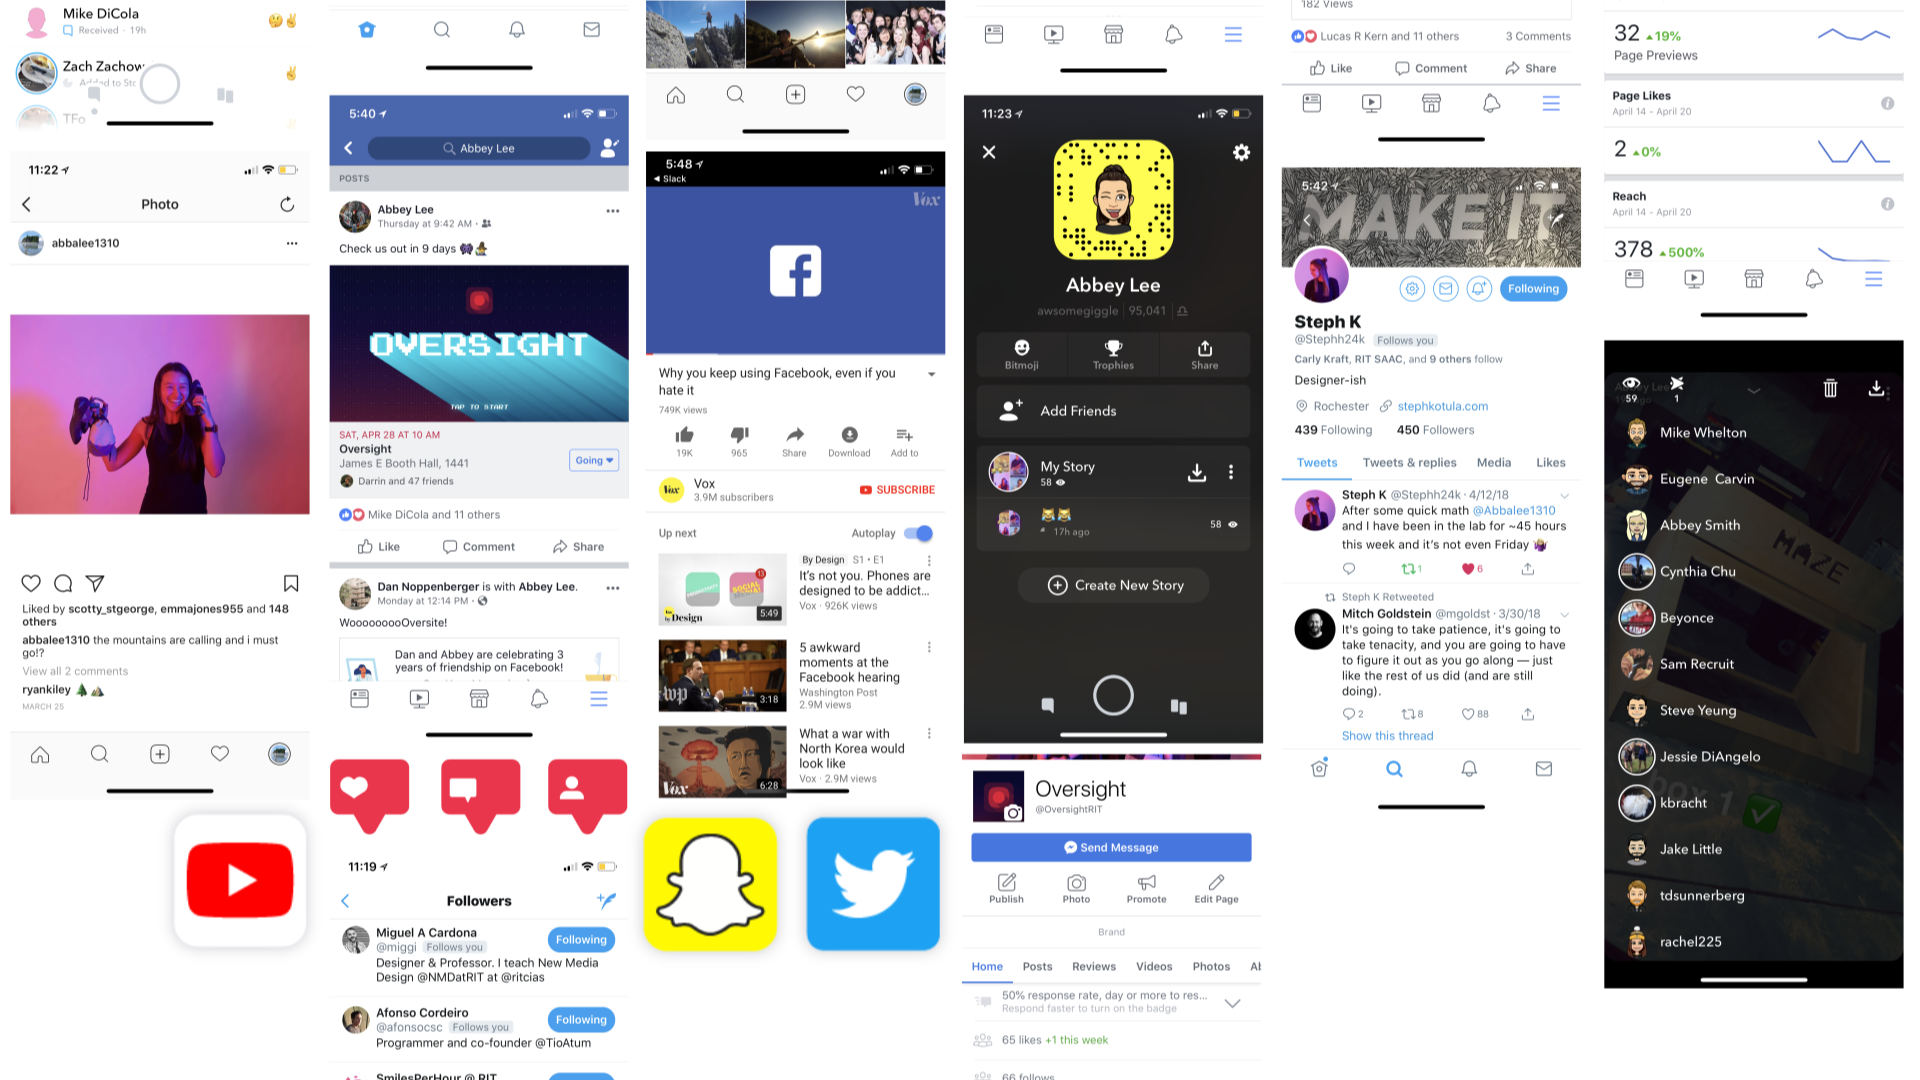 Mike DiCola
Received · 19h
Zach Zachow
Added to Sto
TFo
11:22
Photo
abbalee1310
Liked by scotty_stgeorge, emmajones955 and 148
others
abbalee1310 the mountains are calling and i must
go!?
View all 2 comments
ryankiley
MARCH 25
5:40
Abbey Lee
POSTS
Abbey Lee
Thursday at 9:42 AM ·
Check us out in 9 days
OVERSIGHT
TAP TO START
SAT, APR 28 AT 10 AM
Oversight
James E Booth Hall, 1441
Going
Darrin and 47 friends
Mike DiCola and 11 others
Like Comment Share
Dan Noppenberger is with Abbey Lee.
Monday at 12:14 PM ·
WoooooooOversite!
Dan and Abbey are celebrating 3
years of friendship on Facebook!
11:19
Followers
Miguel A Cardona
@miggi Follows you
Following
Designer & Professor. I teach New Media
Design @NMDatRIT at @ritcias
Afonso Cordeiro
@afonsocsc Follows you
Following
Programmer and co-founder @TioAtum
SmilesPerHour @ RIT
5:48
Slack
Vox
Why you keep using Facebook, even if you
hate it
749K views
19K 965 Share Download Add to
Vox
Vox
3.9M subscribers
SUBSCRIBE
Up next Autoplay
By Design S1 • E1
It's not you. Phones are
designed to be addict...
Vox · 926K views
13
SOCIAL
by Design
5:49
5 awkward
moments at the
Facebook hearing
Washington Post
2.9M views
wp
3:18
What a war with
North Korea would
look like
Vox · 2.9M views
Vox
6:28
11:23
Abbey Lee
awsomegiggle 95,041
Bitmoji Trophies Share
Add Friends
My Story
58
17h ago
58
Create New Story
Oversight
@OversightRIT
Send Message
Publish Photo Promote Edit Page
Brand
Home Posts Reviews Videos Photos Al
50% response rate, day or more to res...
Respond faster to turn on the badge
65 likes +1 this week
66 follows
182 Views
Lucas R Kern and 11 others 3 Comments
Like Comment Share
5:42
MAKE IT
Following
Steph K
@Stephh24k Follows you
Carly Kraft, RIT SAAC, and 9 others follow
Designer-ish
Rochester stephkotula.com
439 Following 450 Followers
Tweets Tweets & replies Media Likes
Steph K @Stephh24k · 4/12/18
After some quick math @Abbalee1310
and I have been in the lab for ~45 hours
this week and it's not even Friday
1 6
Steph K Retweeted
Mitch Goldstein @mgoldst · 3/30/18
It's going to take patience, it's going to
take tenacity, and you are going to have
to figure it out as you go along — just
like the rest of us did (and are still
doing).
2 8 88
Show this thread
32 19%
Page Previews
Page Likes
April 14 - April 20
2 0%
Reach
April 14 - April 20
378 500%
Abbey Lee
59 1
Mike Whelton
Eugene Carvin
Abbey Smith
MAZE
Cynthia Chu
Beyonce
Sam Recruit
Steve Yeung
Jessie DiAngelo
box 1
kbracht
Jake Little
tdsunnerberg
rachel225